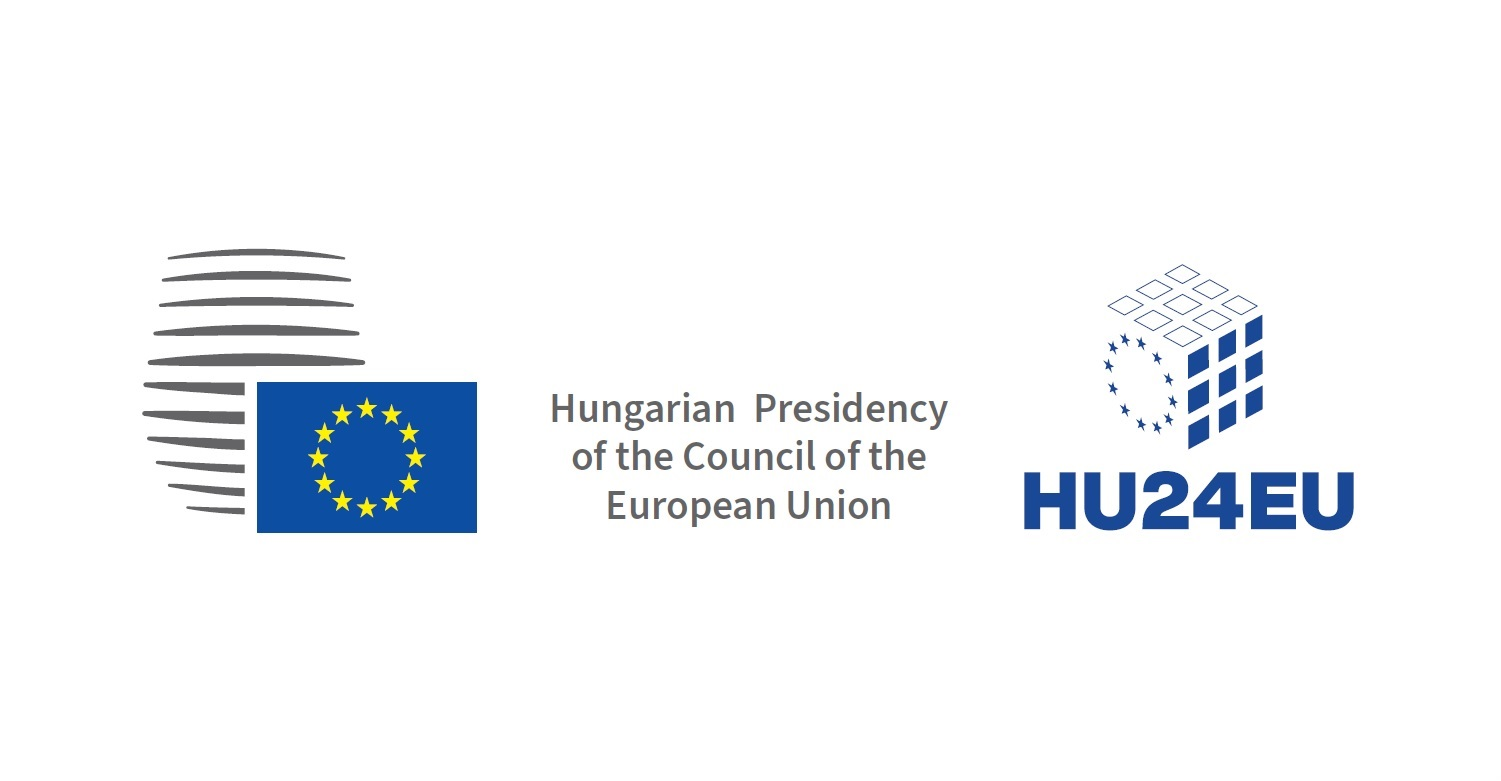 Hungarian Presidency
of the Council of the
European Union
HU24EU